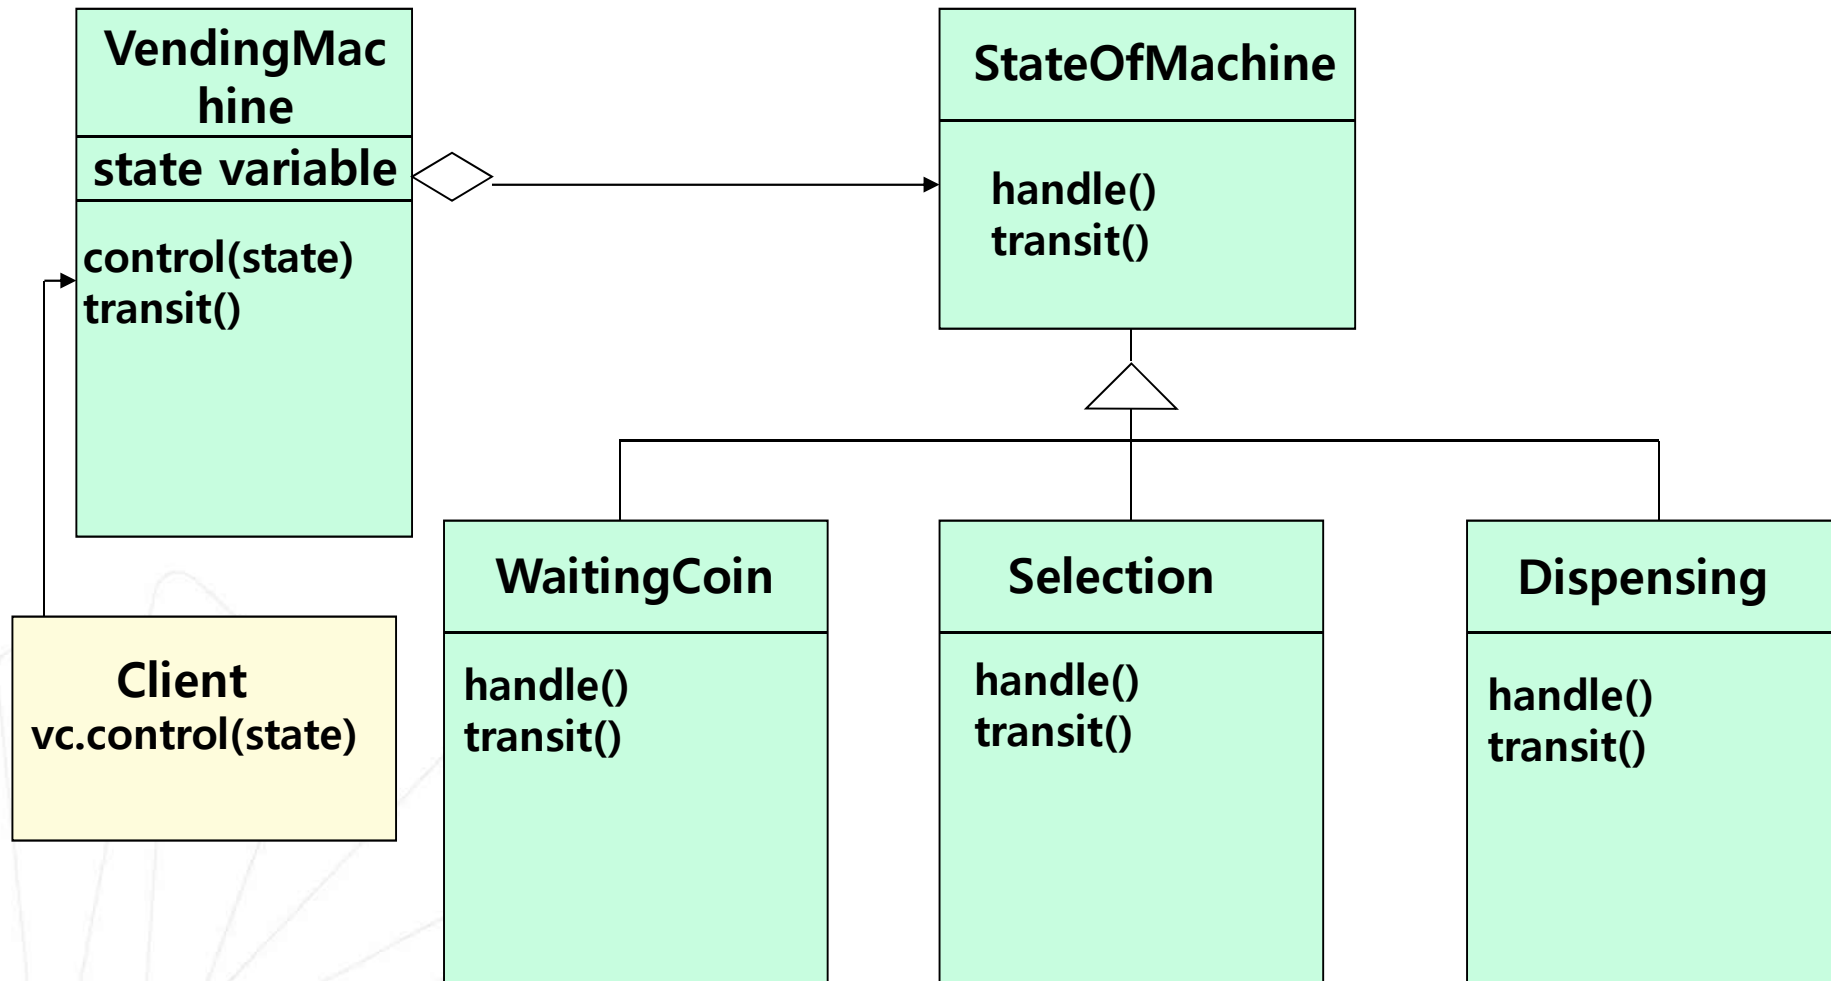 VendingMac
hine
state variable
control(state)
transit()
StateOfMachine
handle()
transit()
Client
vc.control(state)
WaitingCoin
handle()
transit()
Selection
handle()
transit()
Dispensing
handle()
transit()